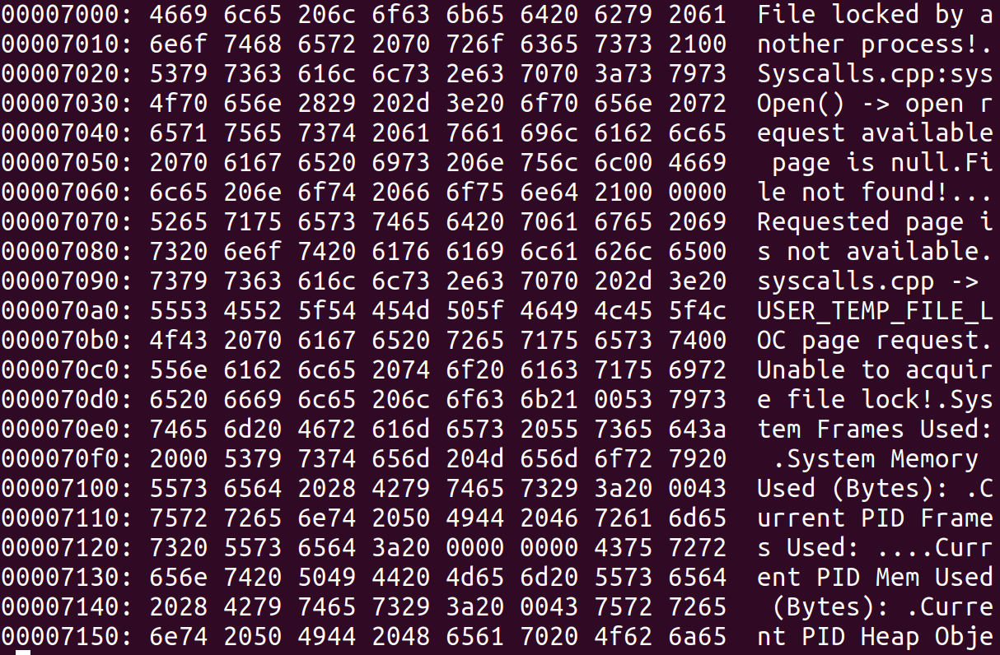 00007000: 4669 6c65 206c 6f63 6b65 6420 6279 2061  File locked by a
00007010: 6e6f 7468 6572 2070 726f 6365 7373 2100  nother process!.
00007020: 5379 7363 616c 6c73 2e63 7070 3a73 7973  Syscalls.cpp:sys
00007030: 4f70 656e 2829 202d 3e20 6f70 656e 2072  Open() -> open r
00007040: 6571 7565 7374 2061 7661 696c 6162 6c65  equest available
00007050: 2070 6167 6520 6973 206e 756c 6c00 4669   page is null.Fi
00007060: 6c65 206e 6f74 2066 6f75 6e64 2100 0000  le not found!...
00007070: 5265 7175 6573 7465 6420 7061 6765 2069  Requested page i
00007080: 7320 6e6f 7420 6176 6169 6c61 626c 6500  s not available.
00007090: 7379 7363 616c 6c73 2e63 7070 202d 3e20  syscalls.cpp -> 
000070a0: 5553 4552 5f54 454d 505f 4649 4c45 5f4c  USER_TEMP_FILE_L
000070b0: 4f43 2070 6167 6520 7265 7175 6573 7400  OC page request.
000070c0: 556e 6162 6c65 2074 6f20 6163 7175 6972  Unable to acquir
000070d0: 6520 6669 6c65 206c 6f63 6b21 0053 7973  e file lock!.Sys
000070e0: 7465 6d20 4672 616d 6573 2055 7365 643a  tem Frames Used:
000070f0: 2000 5379 7374 656d 204d 656d 6f72 7920   .System Memory 
00007100: 5573 6564 2028 4279 7465 7329 3a20 0043  Used (Bytes): .C
00007110: 7572 7265 6e74 2050 4944 2046 7261 6d65  urrent PID Frame
00007120: 7320 5573 6564 3a20 0000 0000 4375 7272  s Used: ....Curr
00007130: 656e 7420 5049 4420 4d65 6d20 5573 6564  ent PID Mem Used
00007140: 2028 4279 7465 7329 3a20 0043 7572 7265   (Bytes): .Curre
00007150: 6e74 2050 4944 2048 6561 7020 4f62 6a65  nt PID Heap Obje